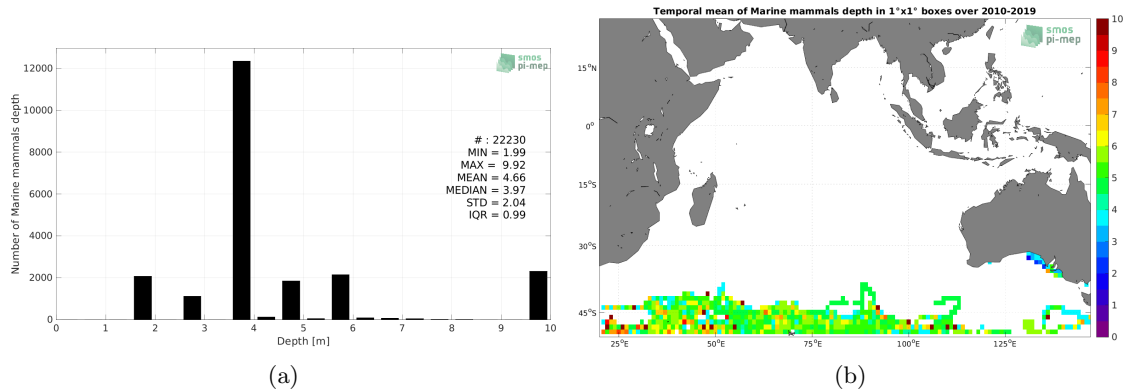 smos
pi-mep
Number of Marine mammals depth
12000
10000
8000
6000
4000
2000
0
# : 22230
MIN = 1.99
MAX = 9.92
MEAN = 4.66
MEDIAN = 3.97
STD = 2.04
IQR = 0.99
0 1 2 3 4 5 6 7 8 9 10
Depth [m]
(a)
Temporal mean of Marine mammals depth in 1°x1° boxes over 2010-2019
smos
pi-mep
15°N
0°
15°S
30°S
45°S
25°E 50°E 75°E 100°E 125°E
10
9
8
7
6
5
4
3
2
1
0
(b)